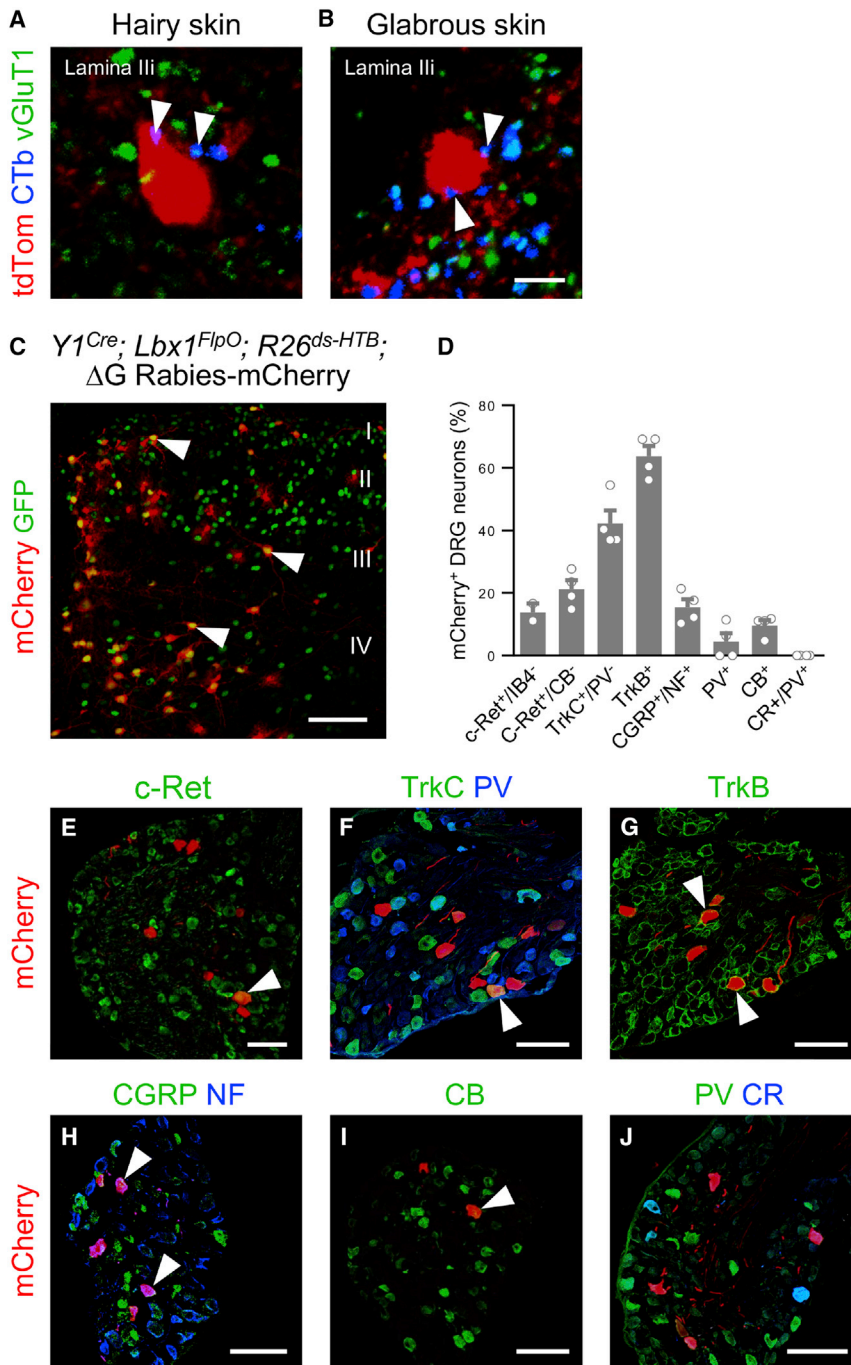 A
Hairy skin
B
Glabrous skin
tdTom CTb vGluT1
Lamina IIi
Lamina IIi
C
Y1Cre; Lbx1FlpO; R26ds-HTB;
ΔG Rabies-mCherry
mCherry GFP
I
II
III
IV
D
mCherry+ DRG neurons (%)
80
60
40
20
0
c-Ret+/IB4-
C-Ret+/CB-
TrkC+/PV-
TrkB+
CGRP+/NF+
PV+
CB+
CR+/PV+
c-Ret
TrkC PV
TrkB
mCherry
E
F
G
CGRP NF
CB
PV CR
mCherry
H
I
J